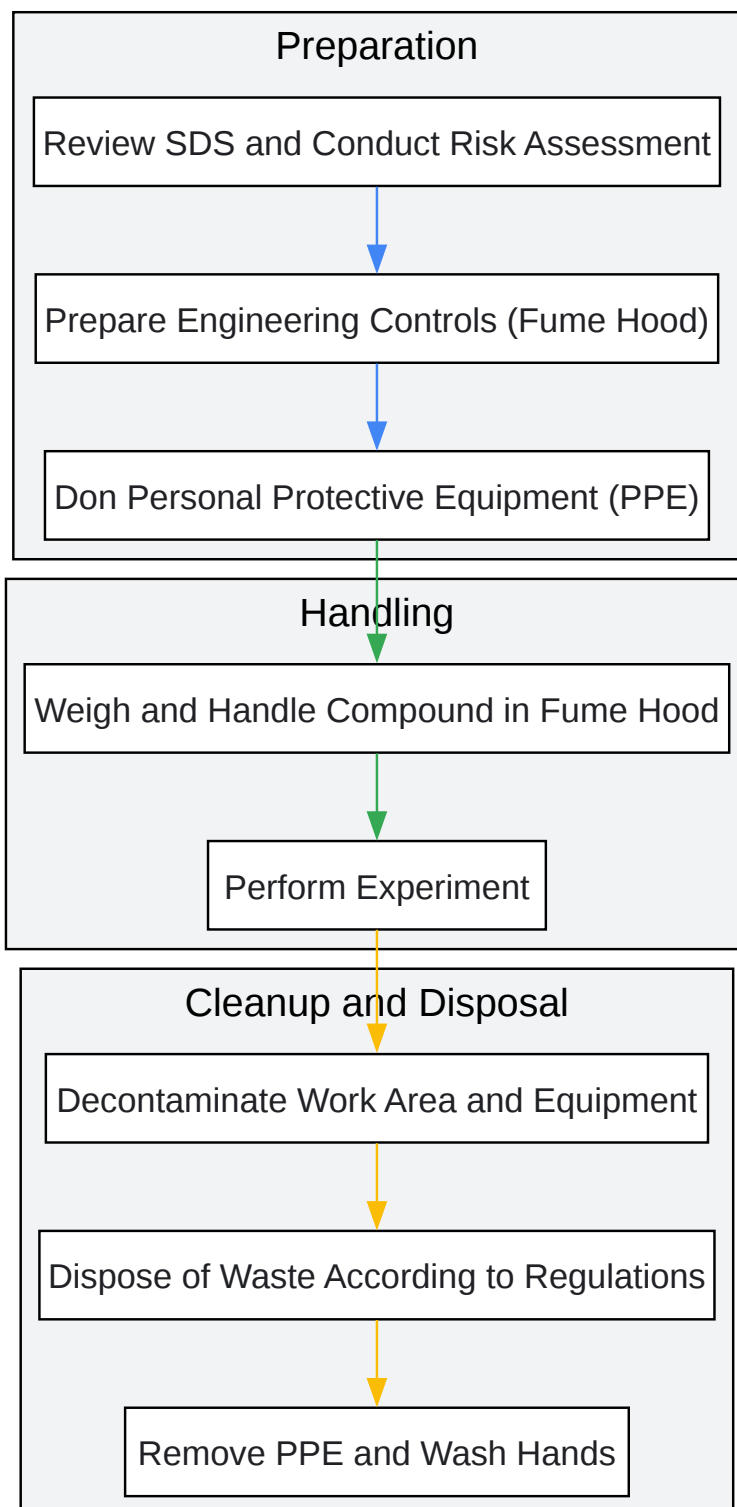 Preparation
Review SDS and Conduct Risk Assessment
Prepare Engineering Controls (Fume Hood)
Don Personal Protective Equipment (PPE)
Handling
Weigh and Handle Compound in Fume Hood
Perform Experiment
Cleanup and Disposal
Decontaminate Work Area and Equipment
Dispose of Waste According to Regulations
Remove PPE and Wash Hands